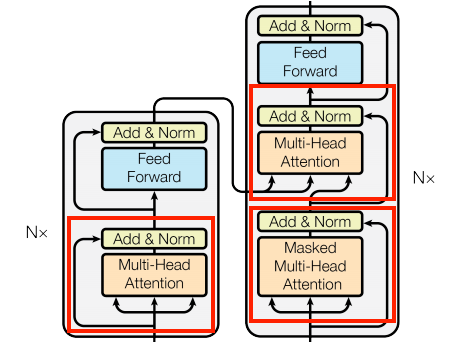 Add & Norm
Feed
Forward
Add & Norm
Multi-Head
Attention
N×
Add & Norm
Feed
Forward
Add & Norm
Multi-Head
Attention
Add & Norm
Masked
Multi-Head
Attention
N×